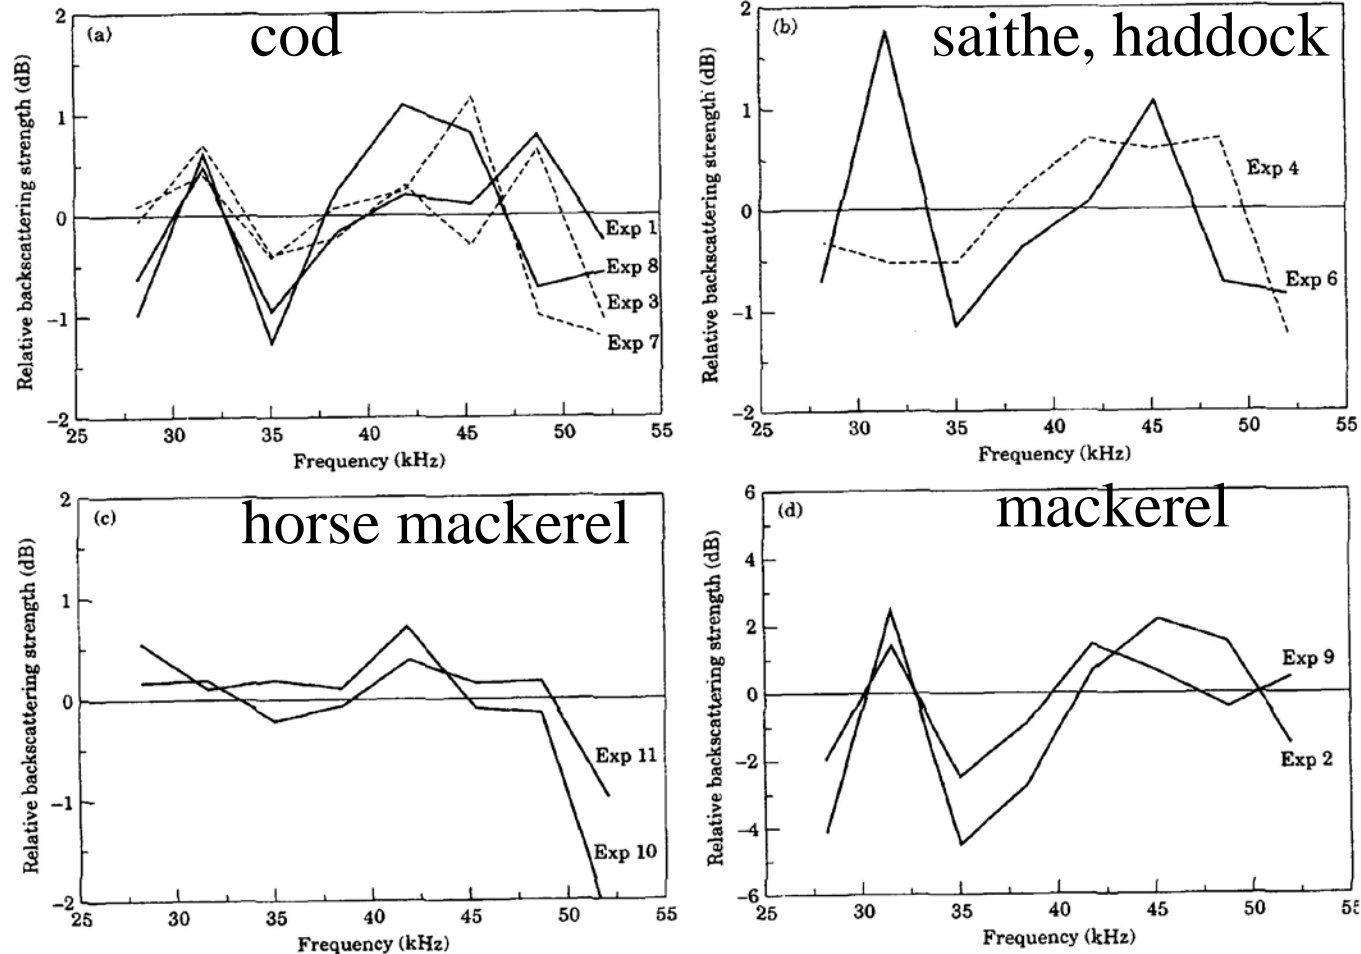 (a)
cod
2
1
0
−1
−2
Relative backscattering strength (dB)
Exp 1
Exp 8
Exp 3
Exp 7
25 30 35 40 45 50 55
Frequency (kHz)
(b)
saithe, haddock
2
1
0
−1
−2
Relative backscattering strength (dB)
Exp 4
Exp 6
25 30 35 40 45 50 55
Frequency (kHz)
(c)
horse mackerel
2
1
0
−1
−2
Relative backscattering strength (dB)
Exp 11
Exp 10
25 30 35 40 45 50 55
Frequency (kHz)
(d)
mackerel
6
4
2
0
−2
−4
−6
Relative backscattering strength (dB)
Exp 9
Exp 2
25 30 35 40 45 50 55
Frequency (kHz)